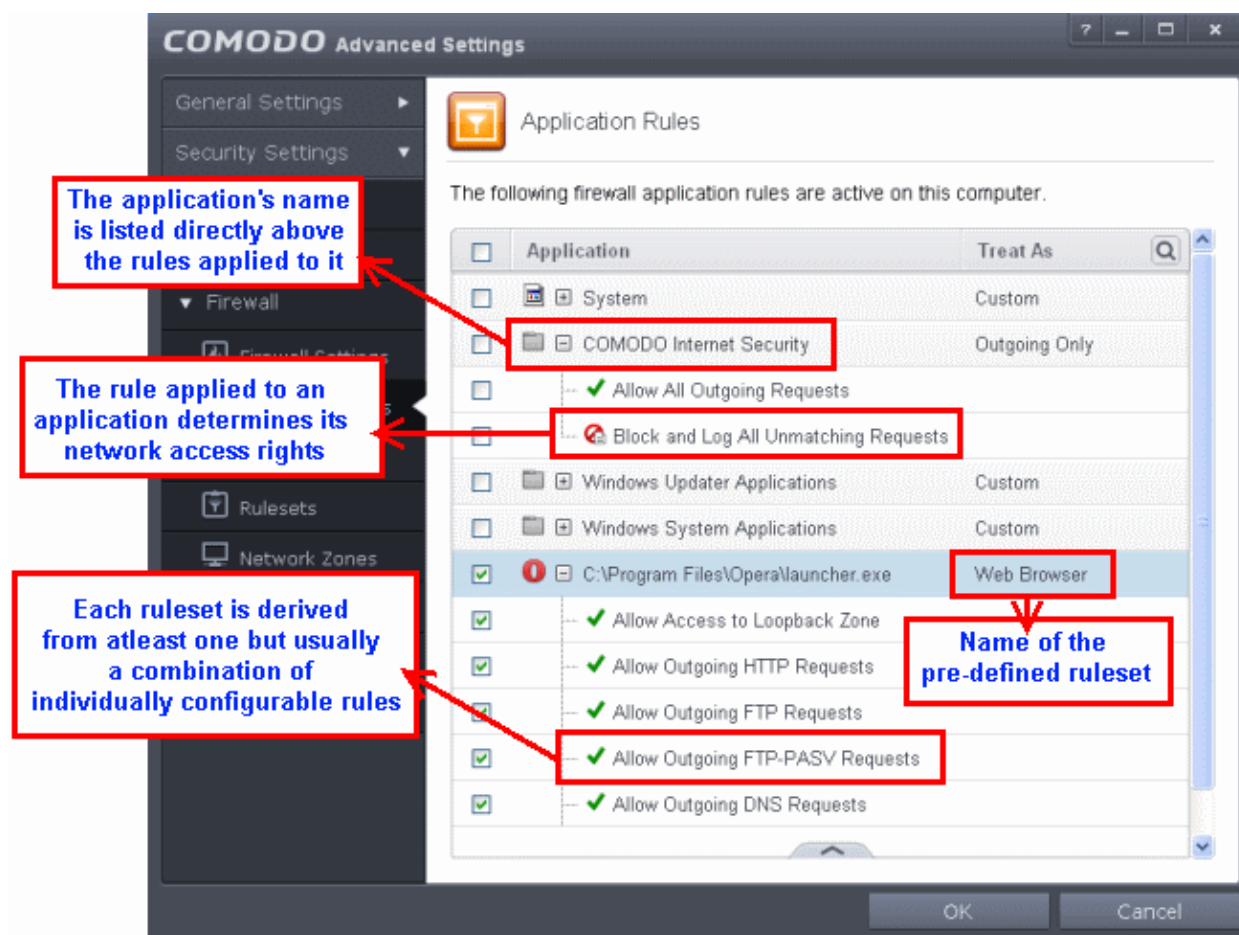 COMODO Advanced Settings
?
General Settings
Security Settings
Firewall
Rulesets
Network Zones
Application Rules
The following firewall application rules are active on this computer.
Application Treat As
System Custom
COMODO Internet Security Outgoing Only
Allow All Outgoing Requests
Block and Log All Unmatching Requests
Windows Updater Applications Custom
Windows System Applications Custom
C:\Program Files\Opera\launcher.exe Web Browser
Allow Access to Loopback Zone
Allow Outgoing HTTP Requests
Allow Outgoing FTP Requests
Allow Outgoing FTP-PASV Requests
Allow Outgoing DNS Requests
The application's name
is listed directly above
the rules applied to it
The rule applied to an
application determines its
network access rights
Each ruleset is derived
from atleast one but usually
a combination of
individually configurable rules
Name of the
pre-defined ruleset
OK Cancel